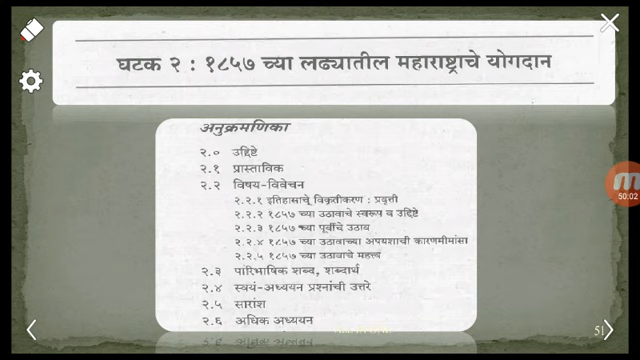 घटक २ : १८५७ च्या लढ्यातील महाराष्ट्राचे योगदान
अनुक्रमणिका
२.० उद्दिष्टे
२.१ प्रास्ताविक
२.२ विषय-विवेचन
२.२.१ इतिहासाचे विकृतीकरण : प्रवृत्ती
२.२.२ १८५७ च्या उठावाचे स्वरूप व उद्दिष्टे
२.२.३ १८५७ च्या पूर्वीचे उठाव
२.२.४ १८५७ च्या उठावाच्या अपयशाची कारणमीमांसा
२.२.५ १८५७ च्या उठावाचे महत्त्व
२.३ पारिभाषिक शब्द, शब्दार्थ
२.४ स्वयं-अध्ययन प्रश्नांची उत्तरे
२.५ सारांश
२.६ अधिक अध्ययन
50:02
51